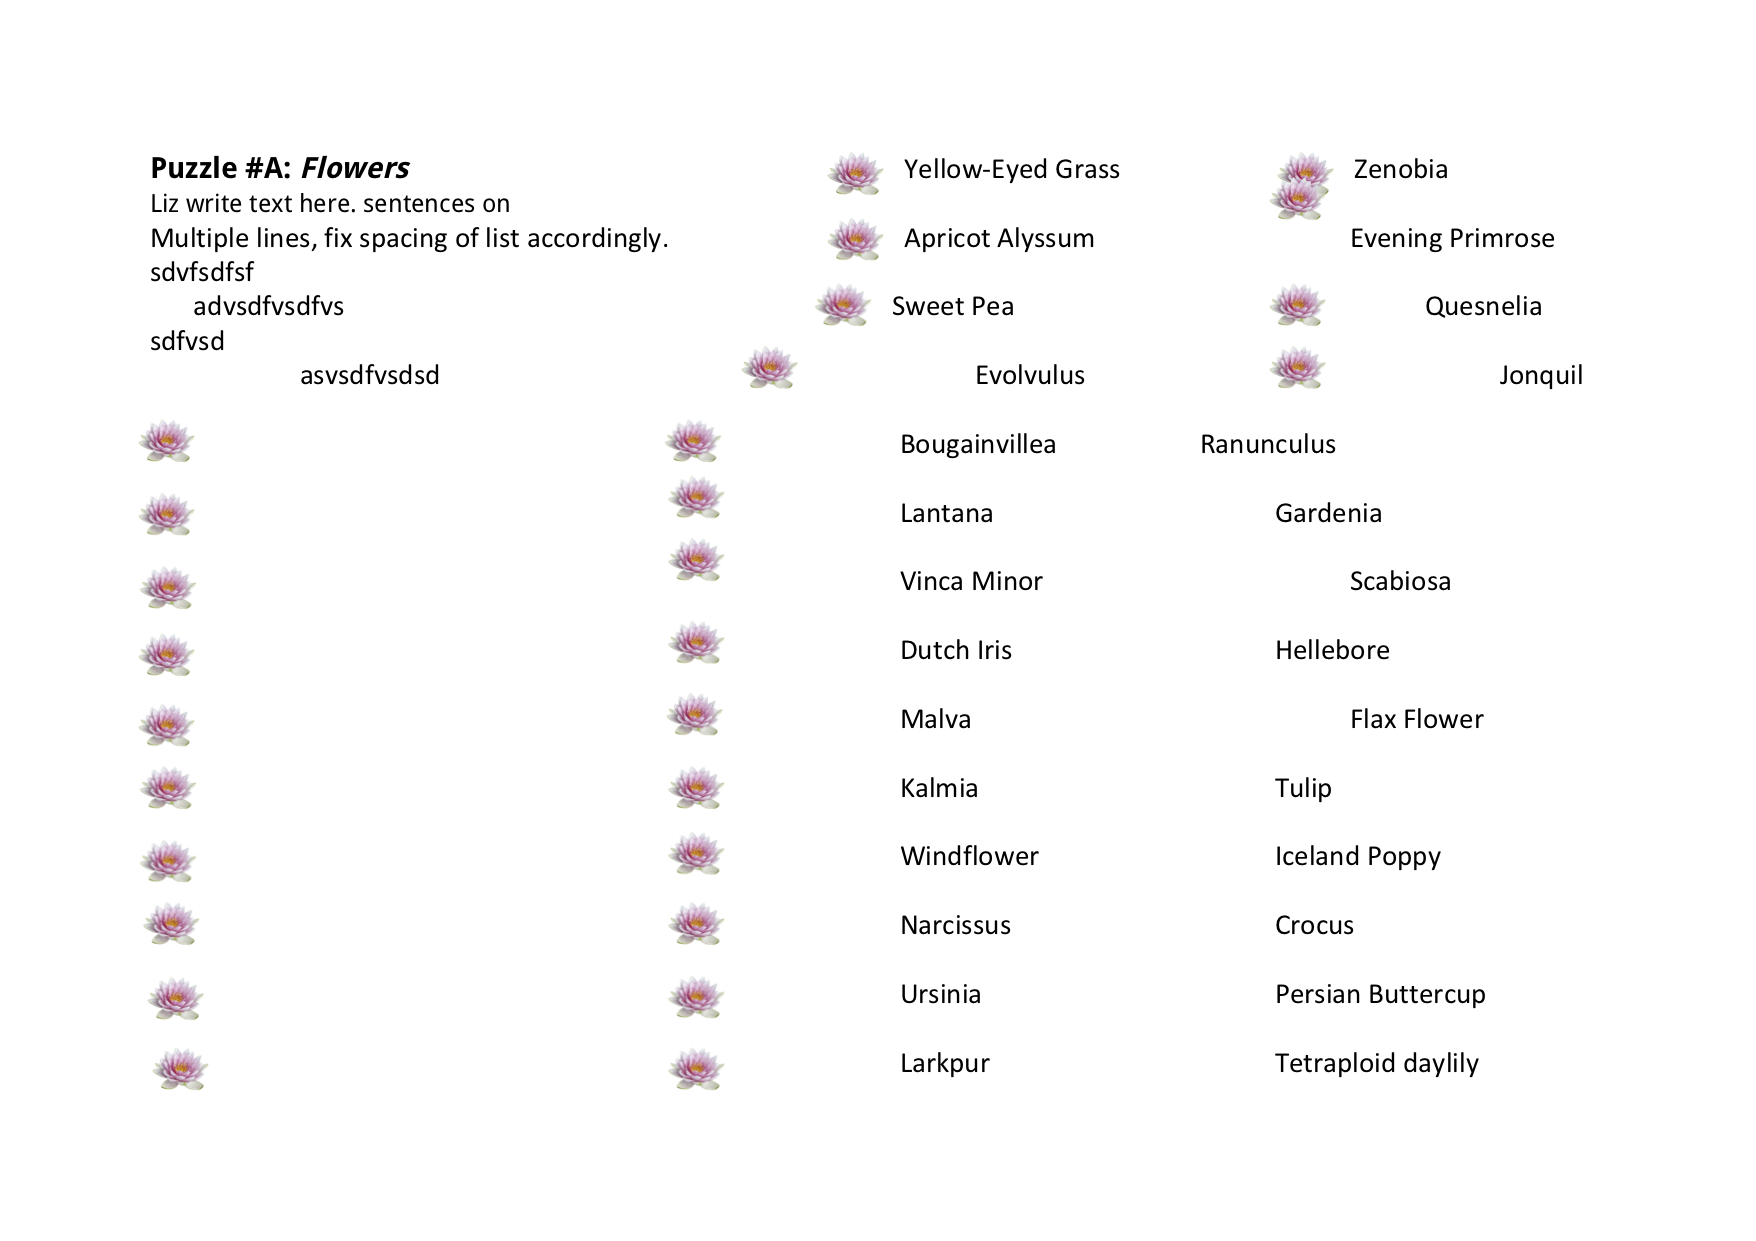 Puzzle #A: Flowers
Liz write text here. sentences on
Multiple lines, fix spacing of list accordingly.
sdvfsdfsf
advsdfvsdfvs
sdfvsd
asvsdfvsdsd
Yellow-Eyed Grass Zenobia
Apricot Alyssum Evening Primrose
Sweet Pea Quesnelia
Evolvulus Jonquil
Bougainvillea Ranunculus
Lantana Gardenia
Vinca Minor Scabiosa
Dutch Iris Hellebore
Malva Flax Flower
Kalmia Tulip
Windflower Iceland Poppy
Narcissus Crocus
Ursinia Persian Buttercup
Larkpur Tetraploid daylily